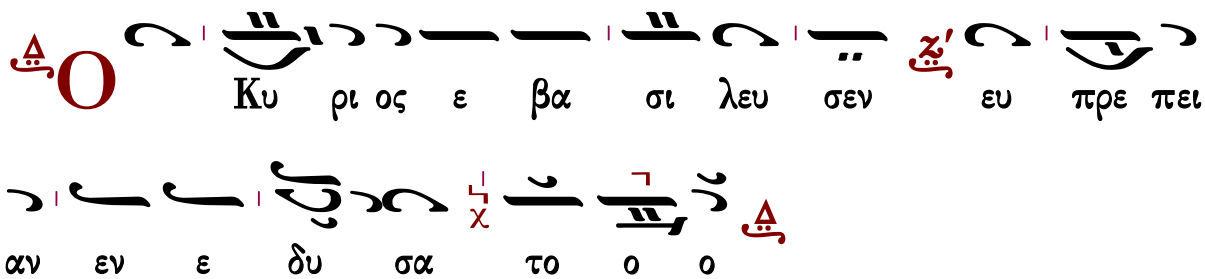 Ο Κυ ρι ος ε βα σι λευ σεν ευ πρε πει
αν εν ε δυ σα το ο ο